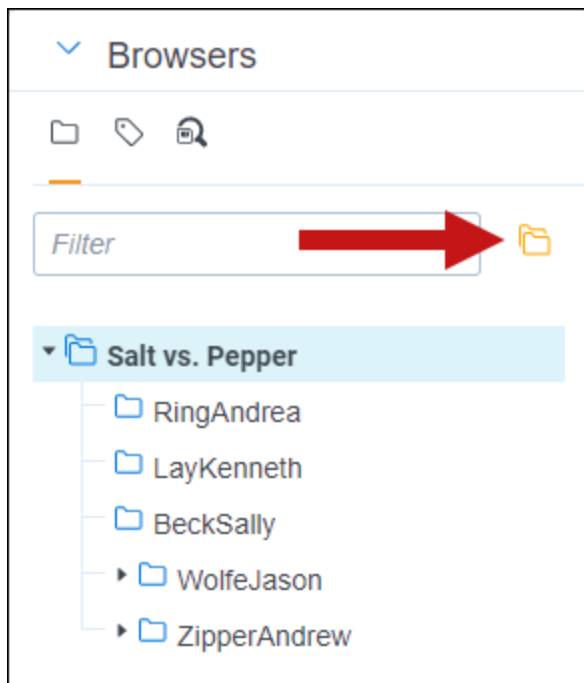 Browsers
Filter
Salt vs. Pepper
RingAndrea
LayKenneth
BeckSally
WolfeJason
ZipperAndrew